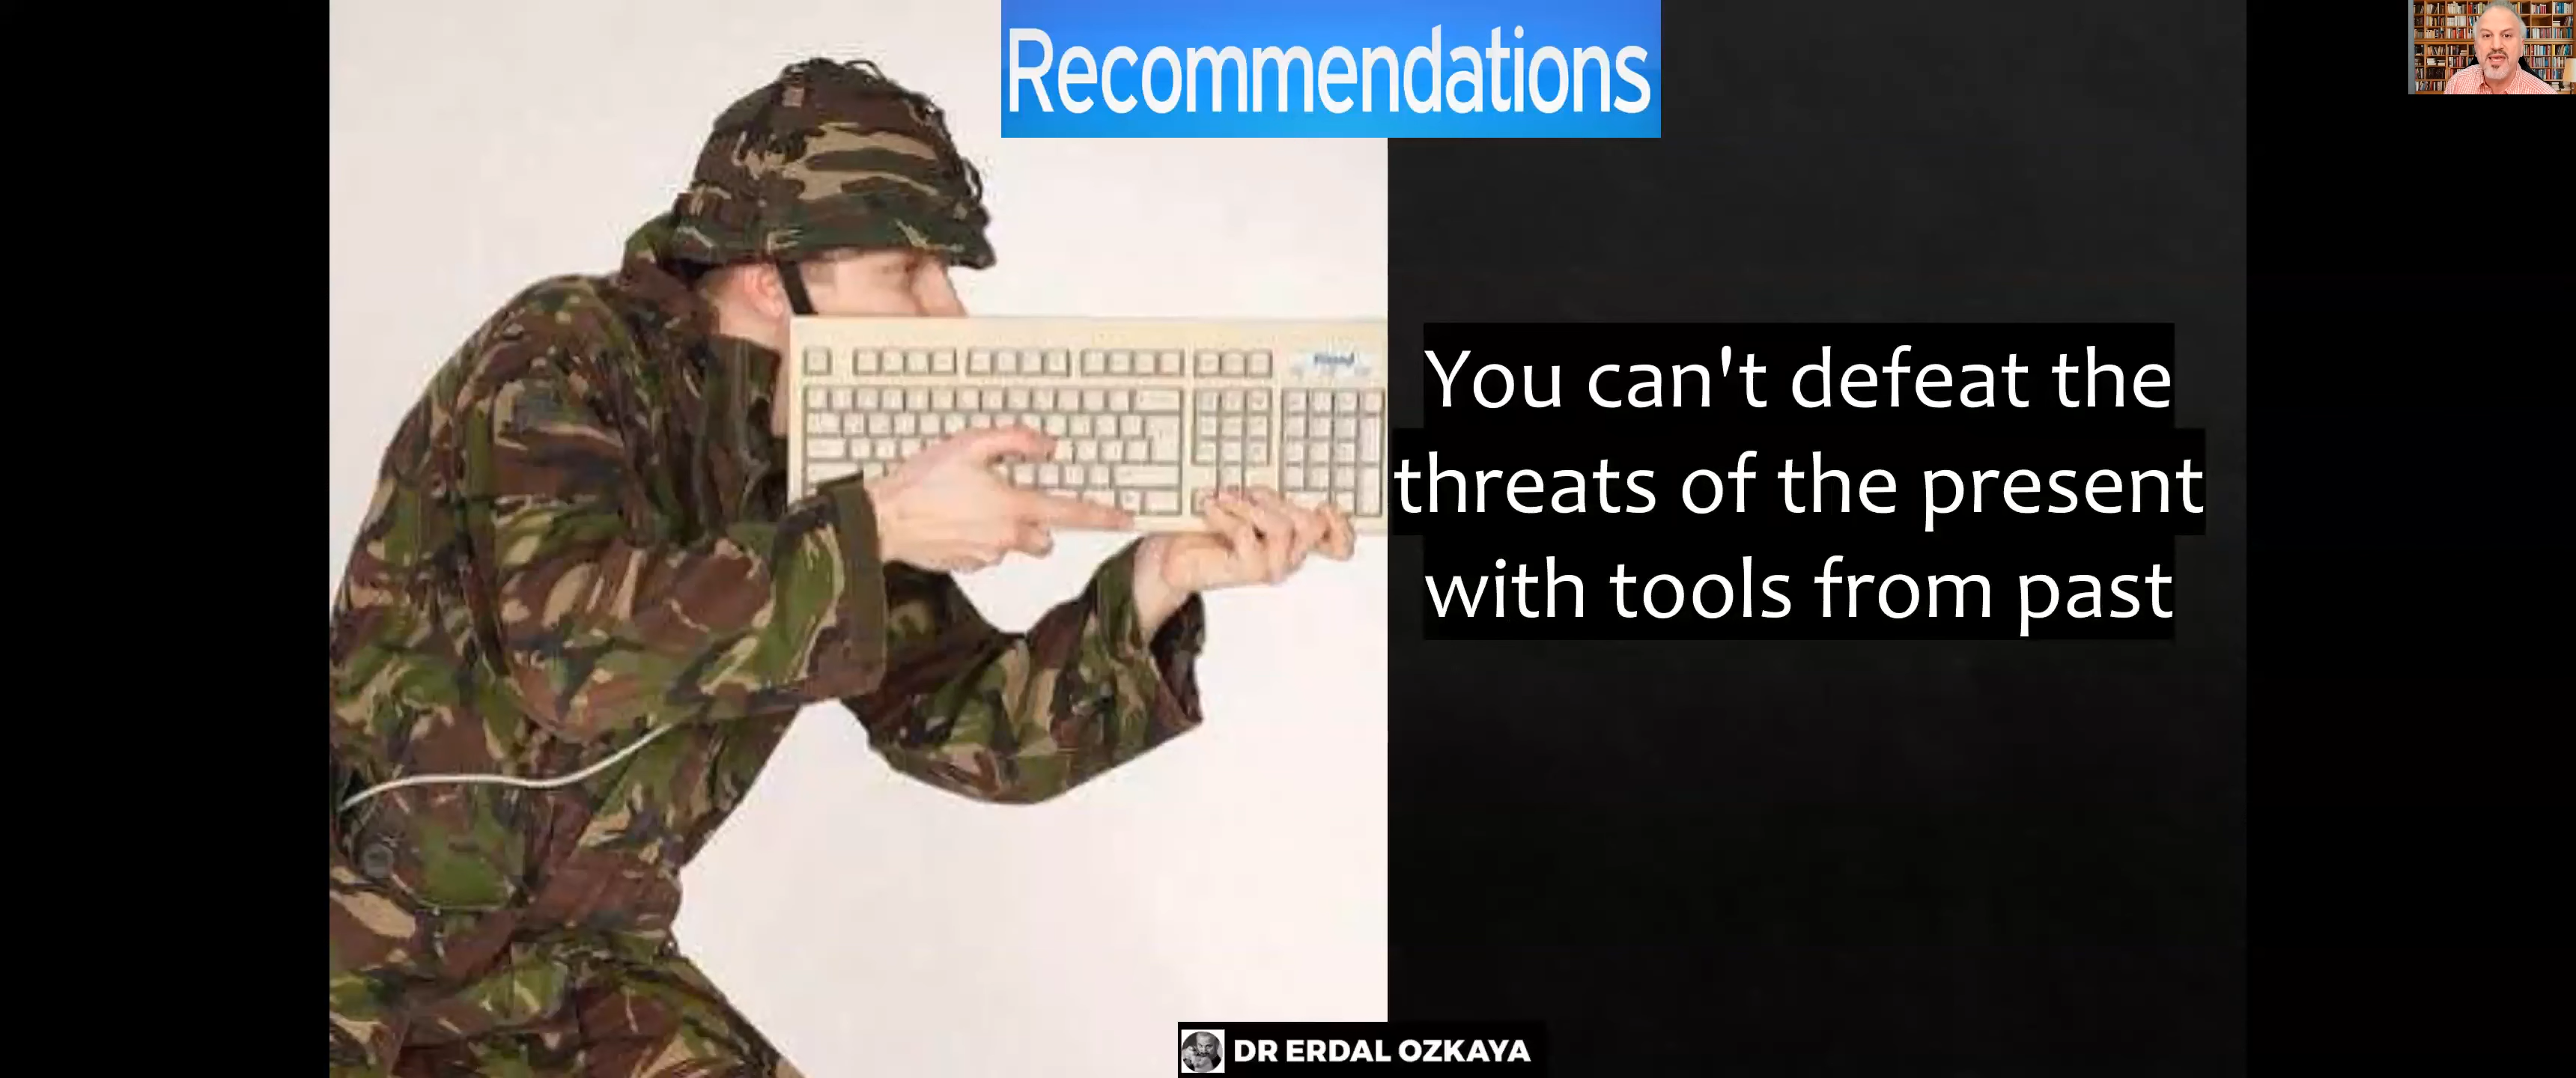 Recommendations
You can't defeat the
threats of the present
with tools from past
DR ERDAL OZKAYA